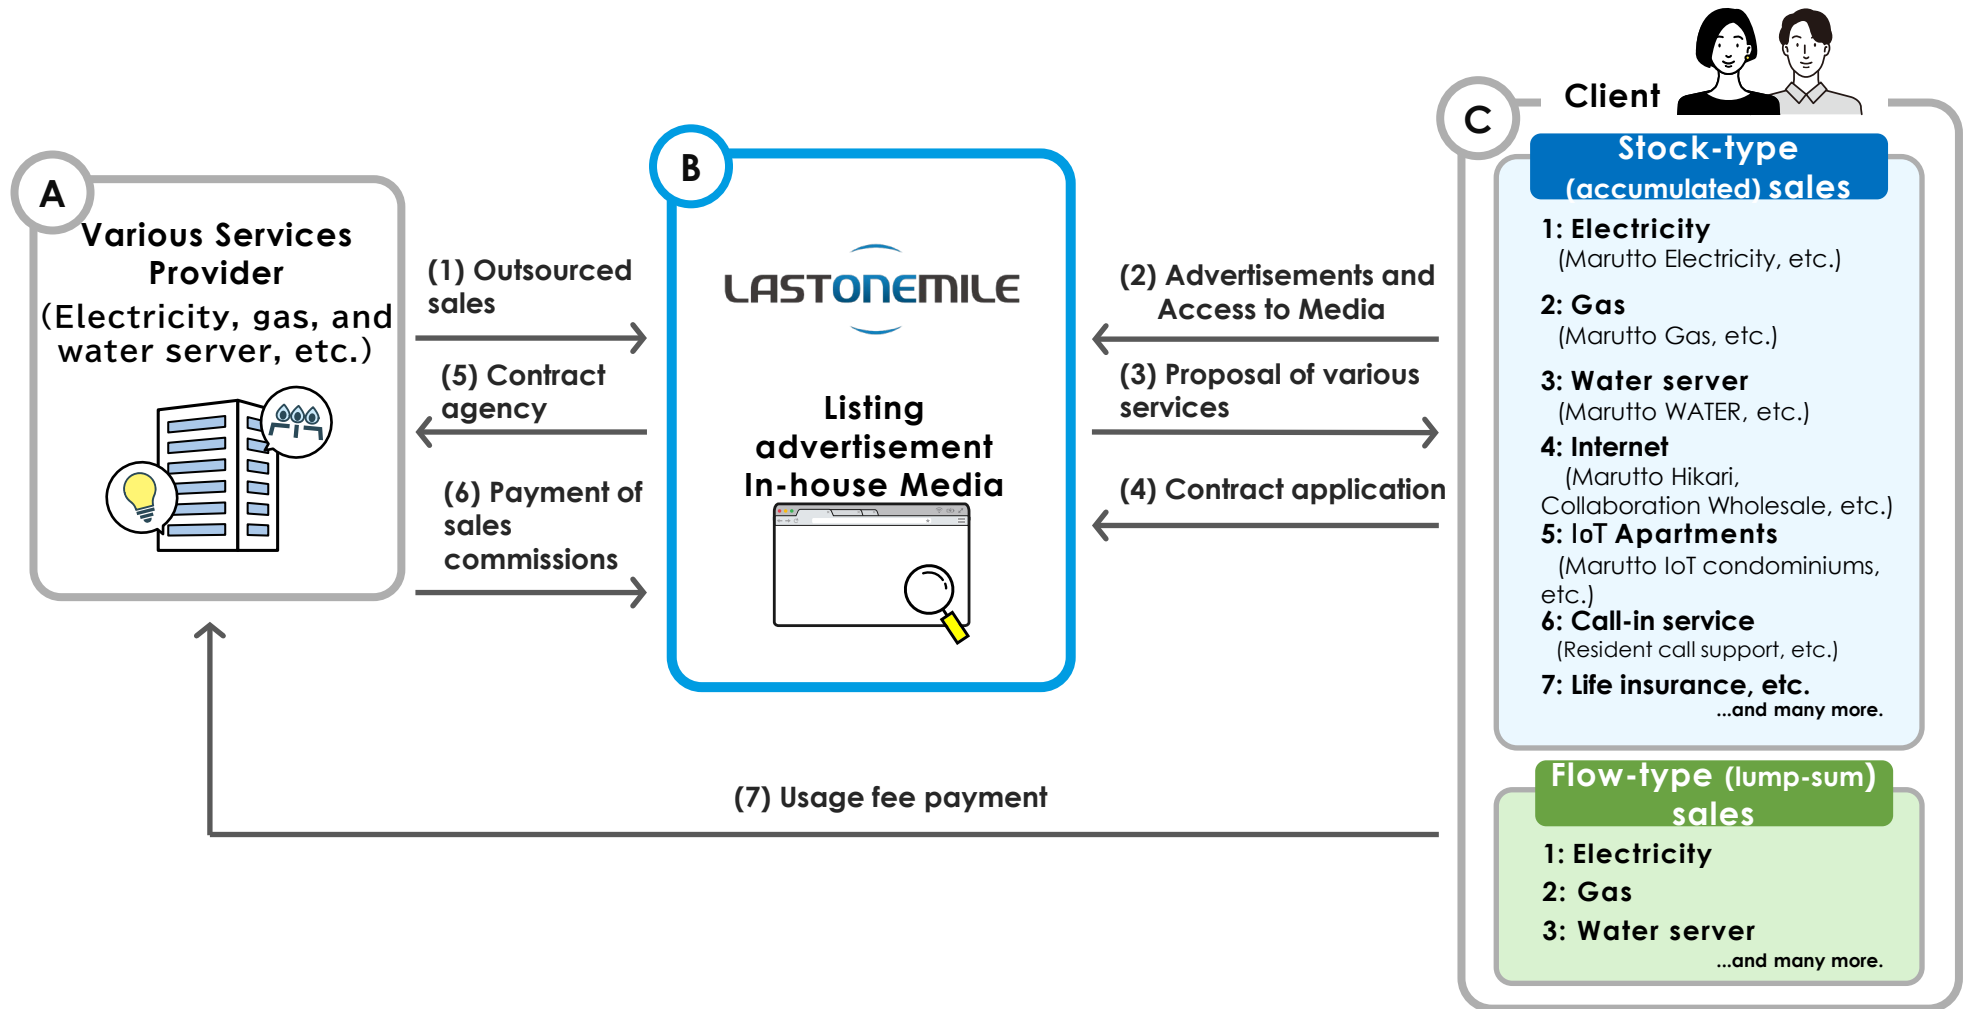 A
Various Services
Provider
(Electricity, gas, and
water server, etc.)
(1) Outsourced
sales
(5) Contract
agency
(6) Payment of
sales
commissions
B
LASTONEMILE
Listing
advertisement
In-house Media
(2) Advertisements and
Access to Media
(3) Proposal of various
services
(4) Contract application
(7) Usage fee payment
C
Client
Stock-type
(accumulated) sales
1: Electricity
(Marutto Electricity, etc.)
2: Gas
(Marutto Gas, etc.)
3: Water server
(Marutto WATER, etc.)
4: Internet
(Marutto Hikari,
Collaboration Wholesale, etc.)
5: IoT Apartments
(Marutto IoT condominiums,
etc.)
6: Call-in service
(Resident call support, etc.)
7: Life insurance, etc.
...and many more.
Flow-type (lump-sum)
sales
1: Electricity
2: Gas
3: Water server
...and many more.